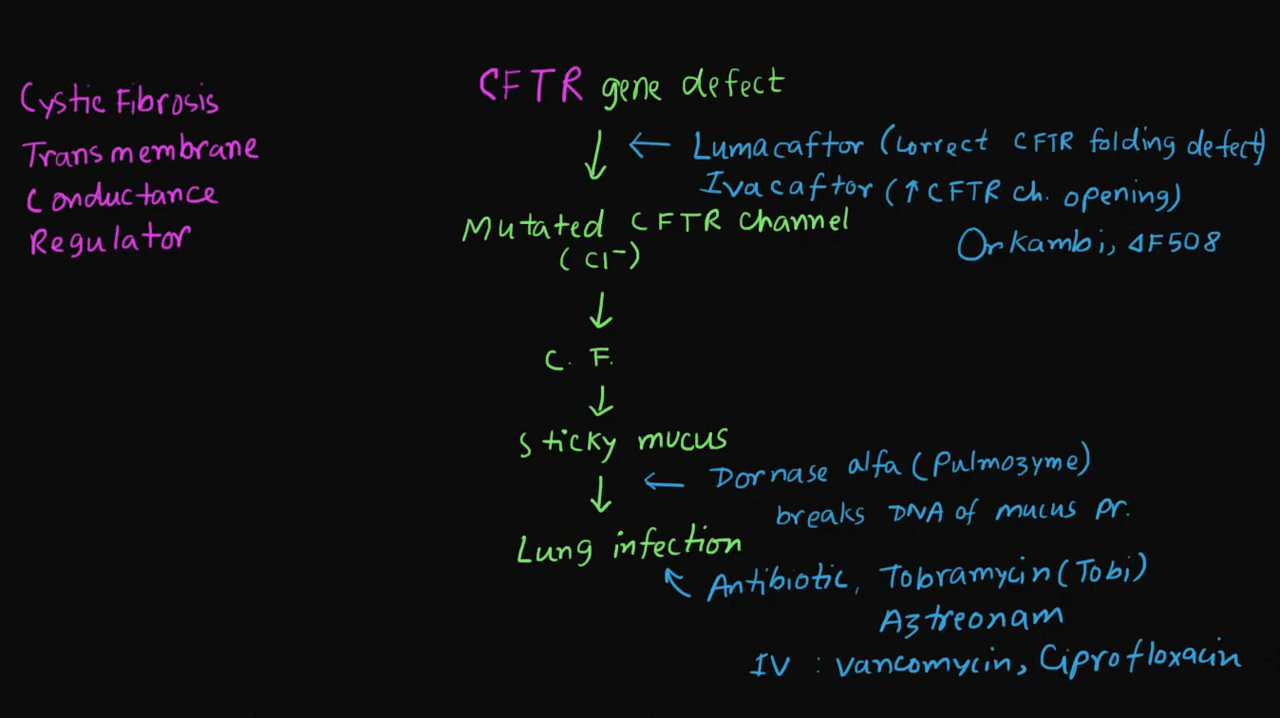 Cystic Fibrosis
Transmembrane
Conductance
Regulator
CFTR gene defect
← Lumacaftor (Correct CFTR folding defect)
Ivacaftor (↑ CFTR ch. opening)
Orkambi, ΔF508
Mutated CFTR channel
(Cl⁻)
C. F.
Sticky mucus
← Dornase alfa (Pulmozyme)
breaks DNA of mucus pr.
Lung infection
Antibiotic, Tobramycin (Tobi)
Aztreonam
IV : Vancomycin, Ciprofloxacin